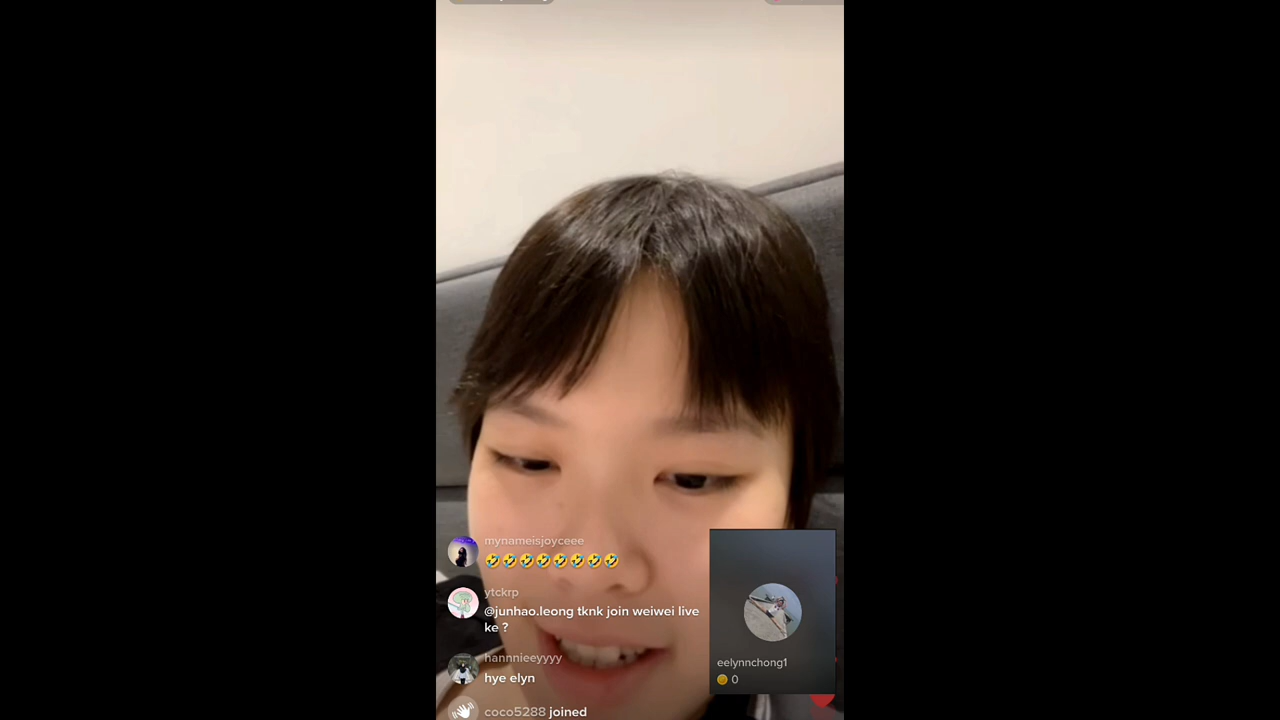 mynameisjoyceee
🤣🤣🤣🤣🤣🤣🤣🤣
ytckrp
@junhao.leong tknk join weiwei live
ke ?
hannnieeyyyy
hye elyn
coco5288 joined
eelynnchong1
0